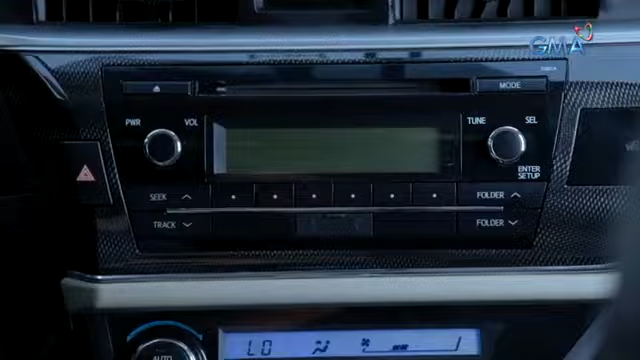 GMA
MODE
PWR VOL
TUNE SEL
ENTER
SETUP
SEEK
FOLDER
TRACK
FOLDER
LO
AUTO